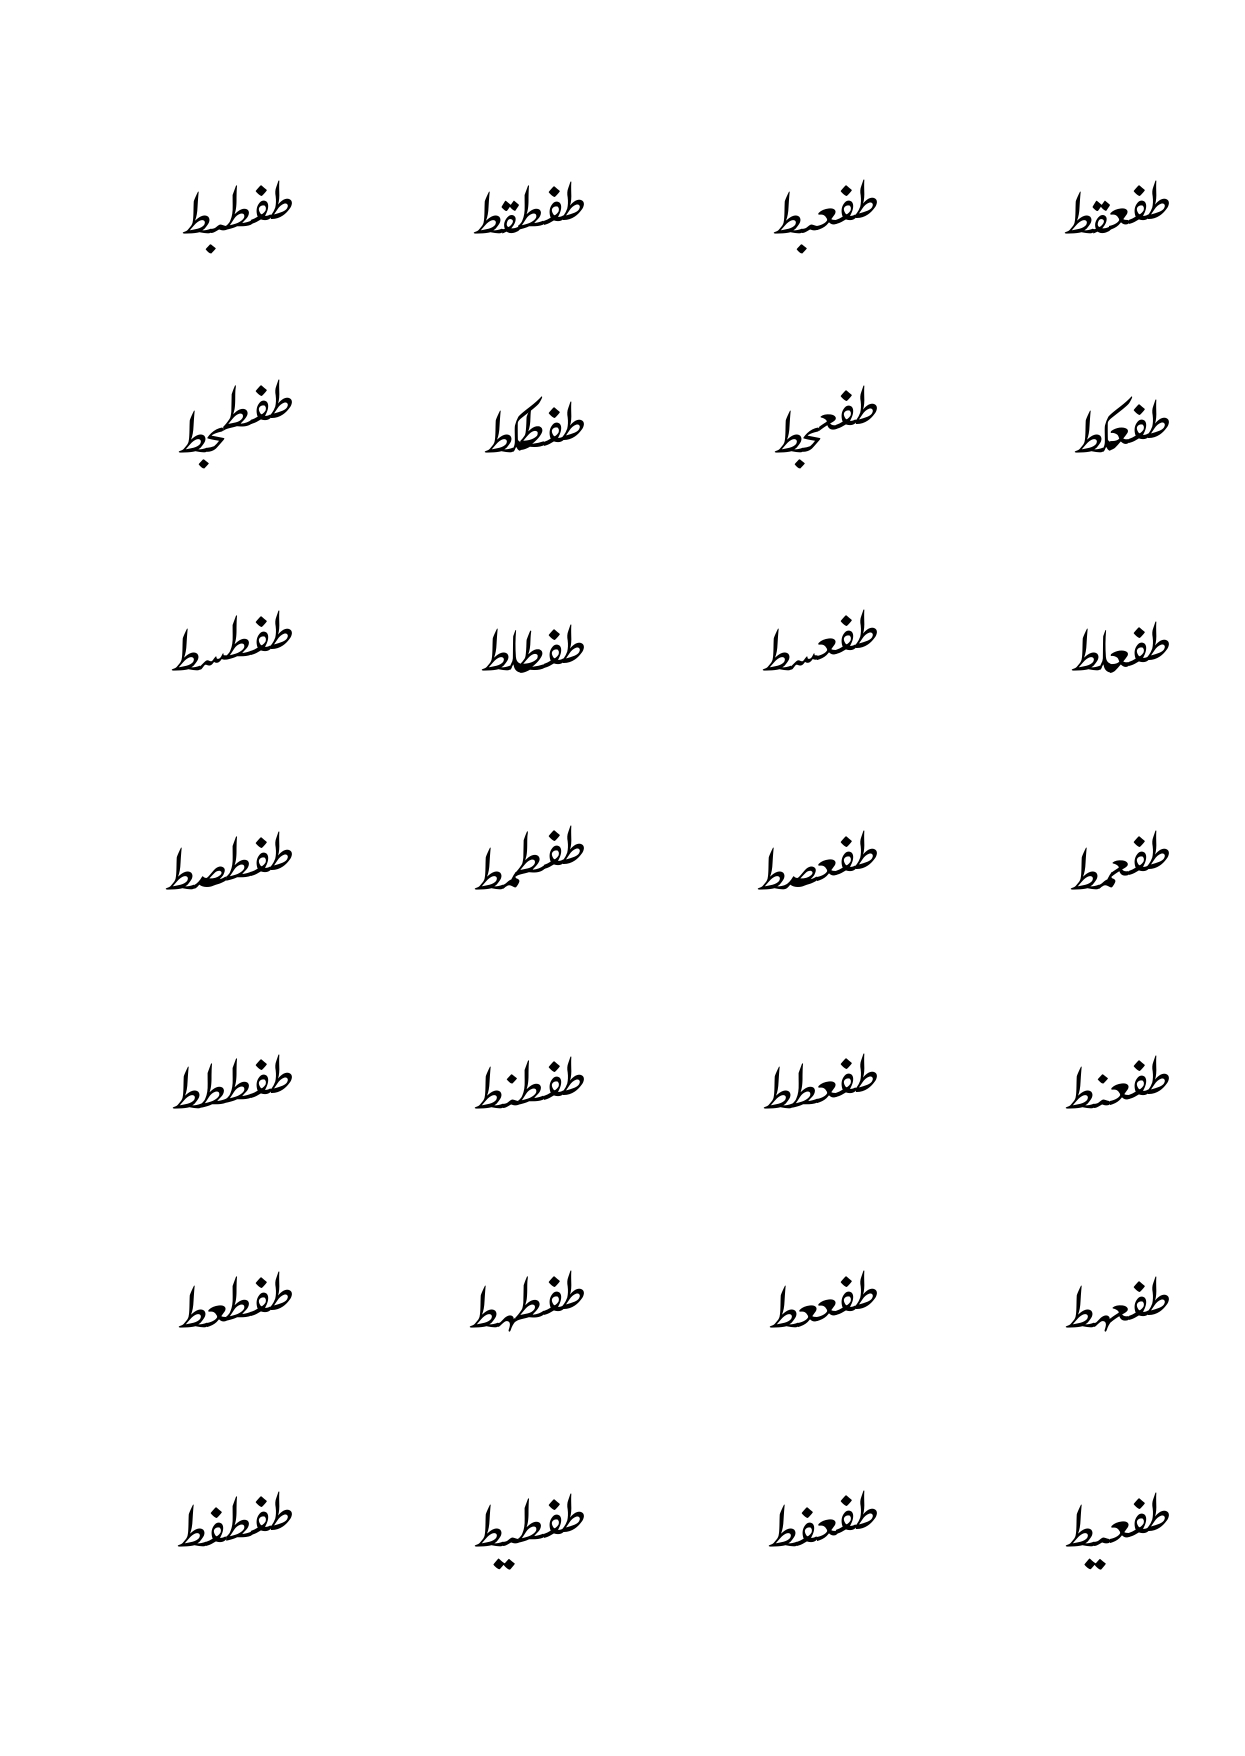 طفعقط طفعبط طفطقط طفطبط
طفعكط طفعجط طفطكط طفطجط
طفعلط طفعسط طفطلط طفطسط
طفعمط طفعصط طفطمط طفطصط
طفعنط طفعطط طفطنط طفططط
طفعهط طفععط طفطهط طفطعط
طفعيط طفعفط طفطيط طفطفط